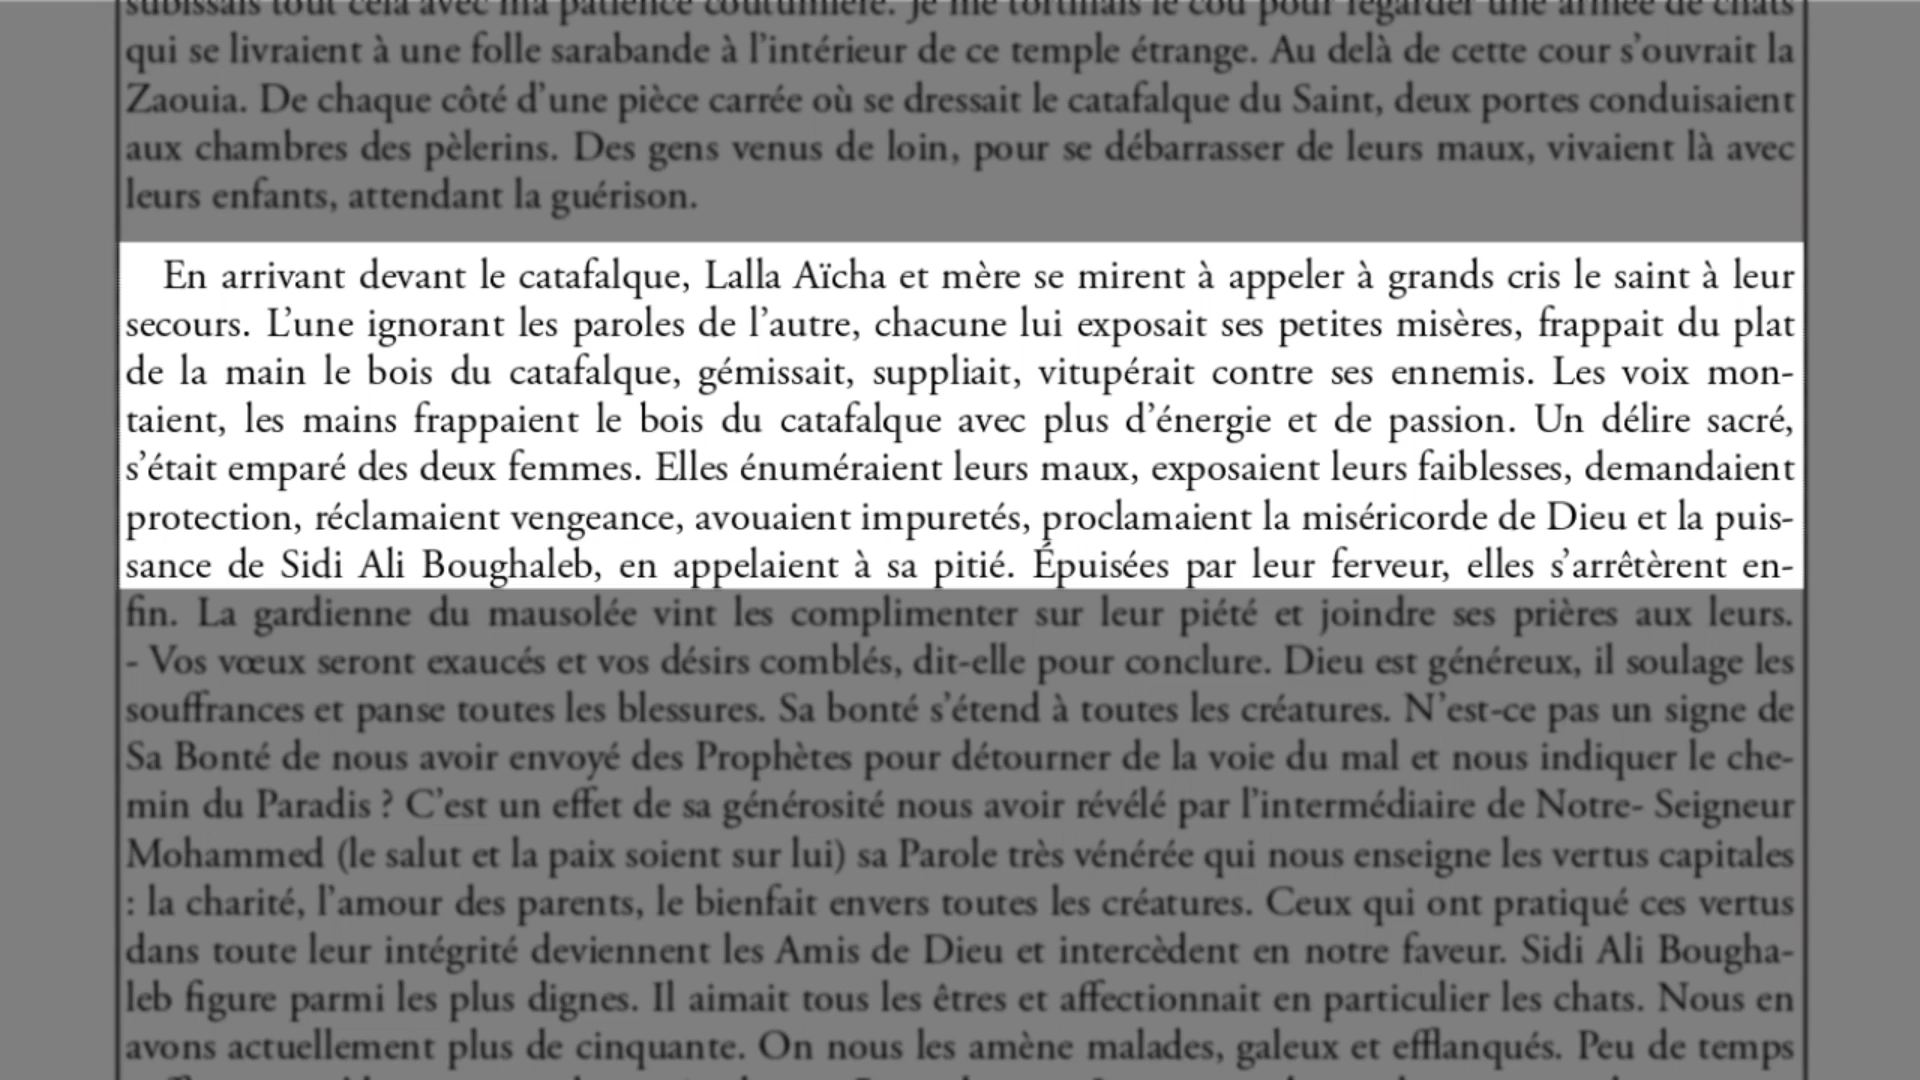 subissais tout cela avec ma patience coutumière. Je me tortillais le cou pour regarder une armée de chats
qui se livraient à une folle sarabande à l’intérieur de ce temple étrange. Au delà de cette cour s’ouvrait la
Zaouia. De chaque côté d’une pièce carrée où se dressait le catafalque du Saint, deux portes conduisaient
aux chambres des pèlerins. Des gens venus de loin, pour se débarrasser de leurs maux, vivaient là avec
leurs enfants, attendant la guérison.
En arrivant devant le catafalque, Lalla Aïcha et mère se mirent à appeler à grands cris le saint à leur
secours. L’une ignorant les paroles de l’autre, chacune lui exposait ses petites misères, frappait du plat
de la main le bois du catafalque, gémissait, suppliait, vitupérait contre ses ennemis. Les voix mon-
taient, les mains frappaient le bois du catafalque avec plus d’énergie et de passion. Un délire sacré,
s’était emparé des deux femmes. Elles énuméraient leurs maux, exposaient leurs faiblesses, demandaient
protection, réclamaient vengeance, avouaient impuretés, proclamaient la miséricorde de Dieu et la puis-
sance de Sidi Ali Boughaleb, en appelaient à sa pitié. Épuisées par leur ferveur, elles s’arrêtèrent en-
fin. La gardienne du mausolée vint les complimenter sur leur piété et joindre ses prières aux leurs.
- Vos vœux seront exaucés et vos désirs comblés, dit-elle pour conclure. Dieu est généreux, il soulage les
souffrances et panse toutes les blessures. Sa bonté s’étend à toutes les créatures. N’est-ce pas un signe de
Sa Bonté de nous avoir envoyé des Prophètes pour détourner de la voie du mal et nous indiquer le che-
min du Paradis ? C’est un effet de sa générosité nous avoir révélé par l’intermédiaire de Notre- Seigneur
Mohammed (le salut et la paix soient sur lui) sa Parole très vénérée qui nous enseigne les vertus capitales
: la charité, l’amour des parents, le bienfait envers toutes les créatures. Ceux qui ont pratiqué ces vertus
dans toute leur intégrité deviennent les Amis de Dieu et intercèdent en notre faveur. Sidi Ali Bougha-
leb figure parmi les plus dignes. Il aimait tous les êtres et affectionnait en particulier les chats. Nous en
avons actuellement plus de cinquante. On nous les amène malades, galeux et efflanqués. Peu de temps